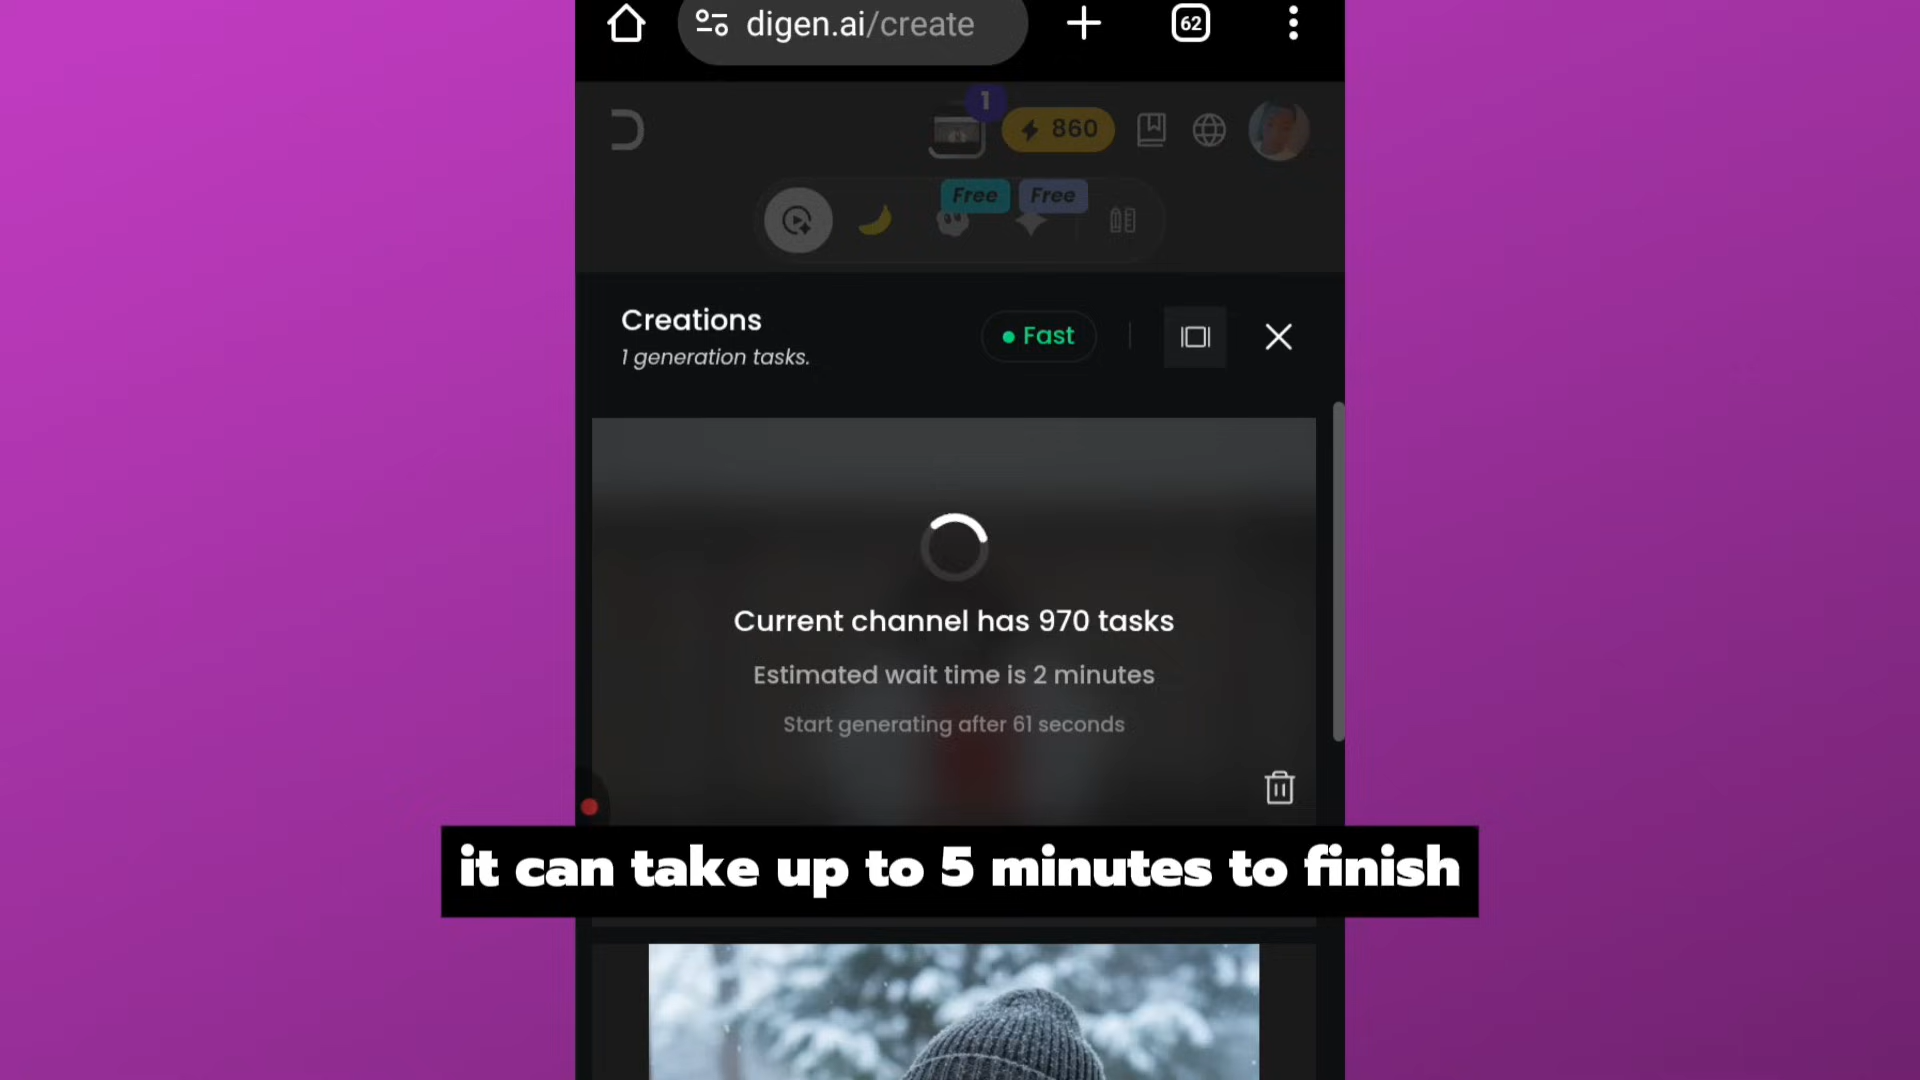 digen.ai/create
62
1
860
Free
Free
Creations
Fast
1 generation tasks.
Current channel has 970 tasks
Estimated wait time is 2 minutes
Start generating after 61 seconds
it can take up to 5 minutes to finish